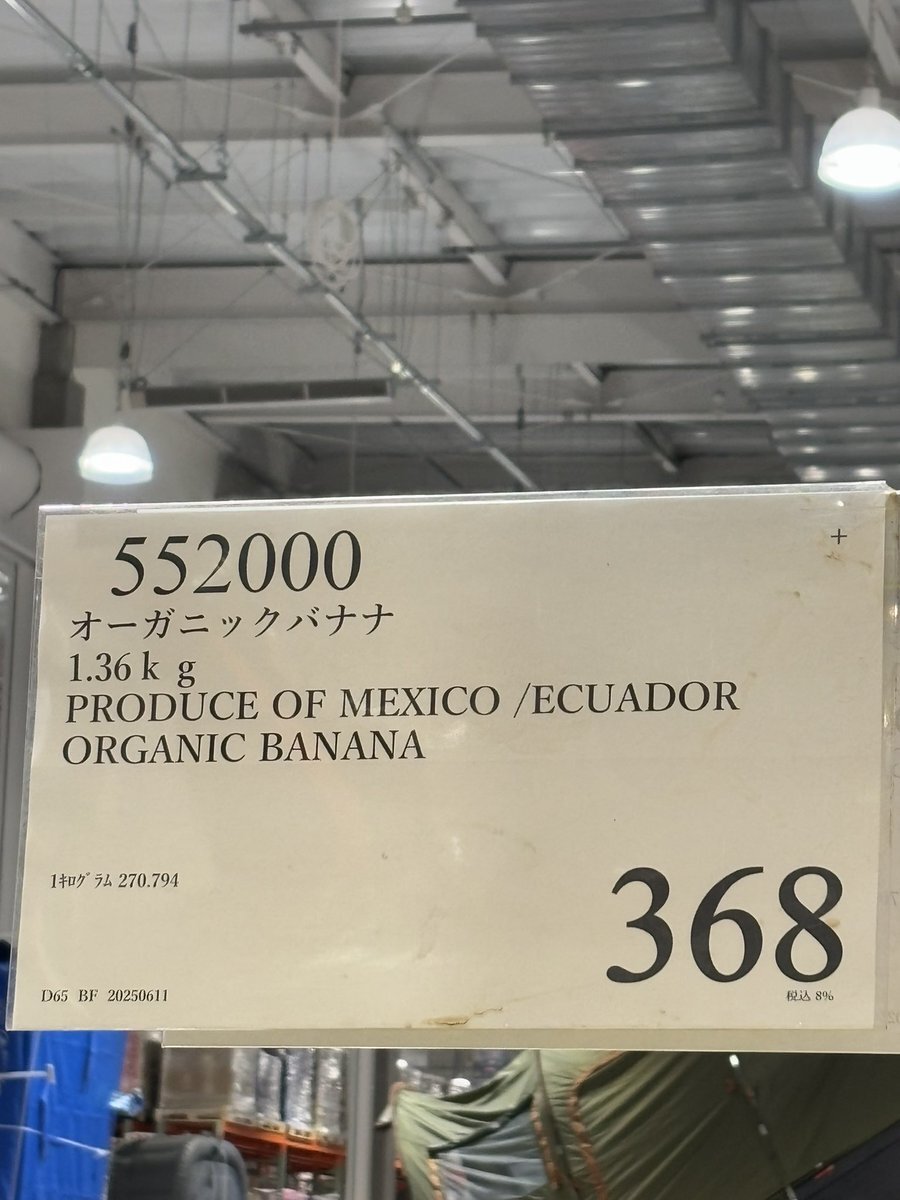 552000
+
オーガニックバナナ
1.36 k g
PRODUCE OF MEXICO /ECUADOR
ORGANIC BANANA
1ｷﾛｸﾞﾗﾑ 270.794
368
D65 BF 20250611
税込 8%